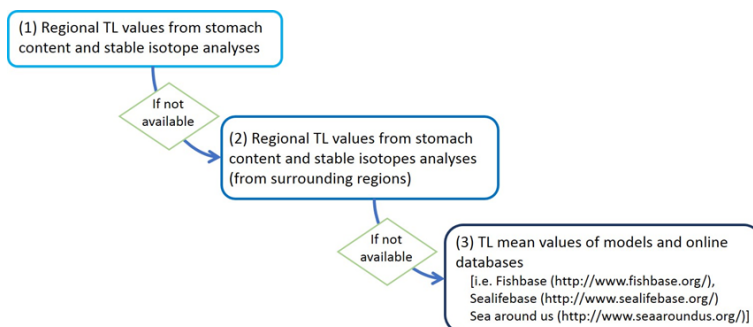 (1) Regional TL values from stomach
content and stable isotope analyses
If not
available
(2) Regional TL values from stomach
content and stable isotopes analyses
(from surrounding regions)
If not
available
(3) TL mean values of models and online
databases
[i.e. Fishbase (http://www.fishbase.org/),
Sealifebase (http://www.sealifebase.org/)
Sea around us (http://www.seaaroundus.org/)]